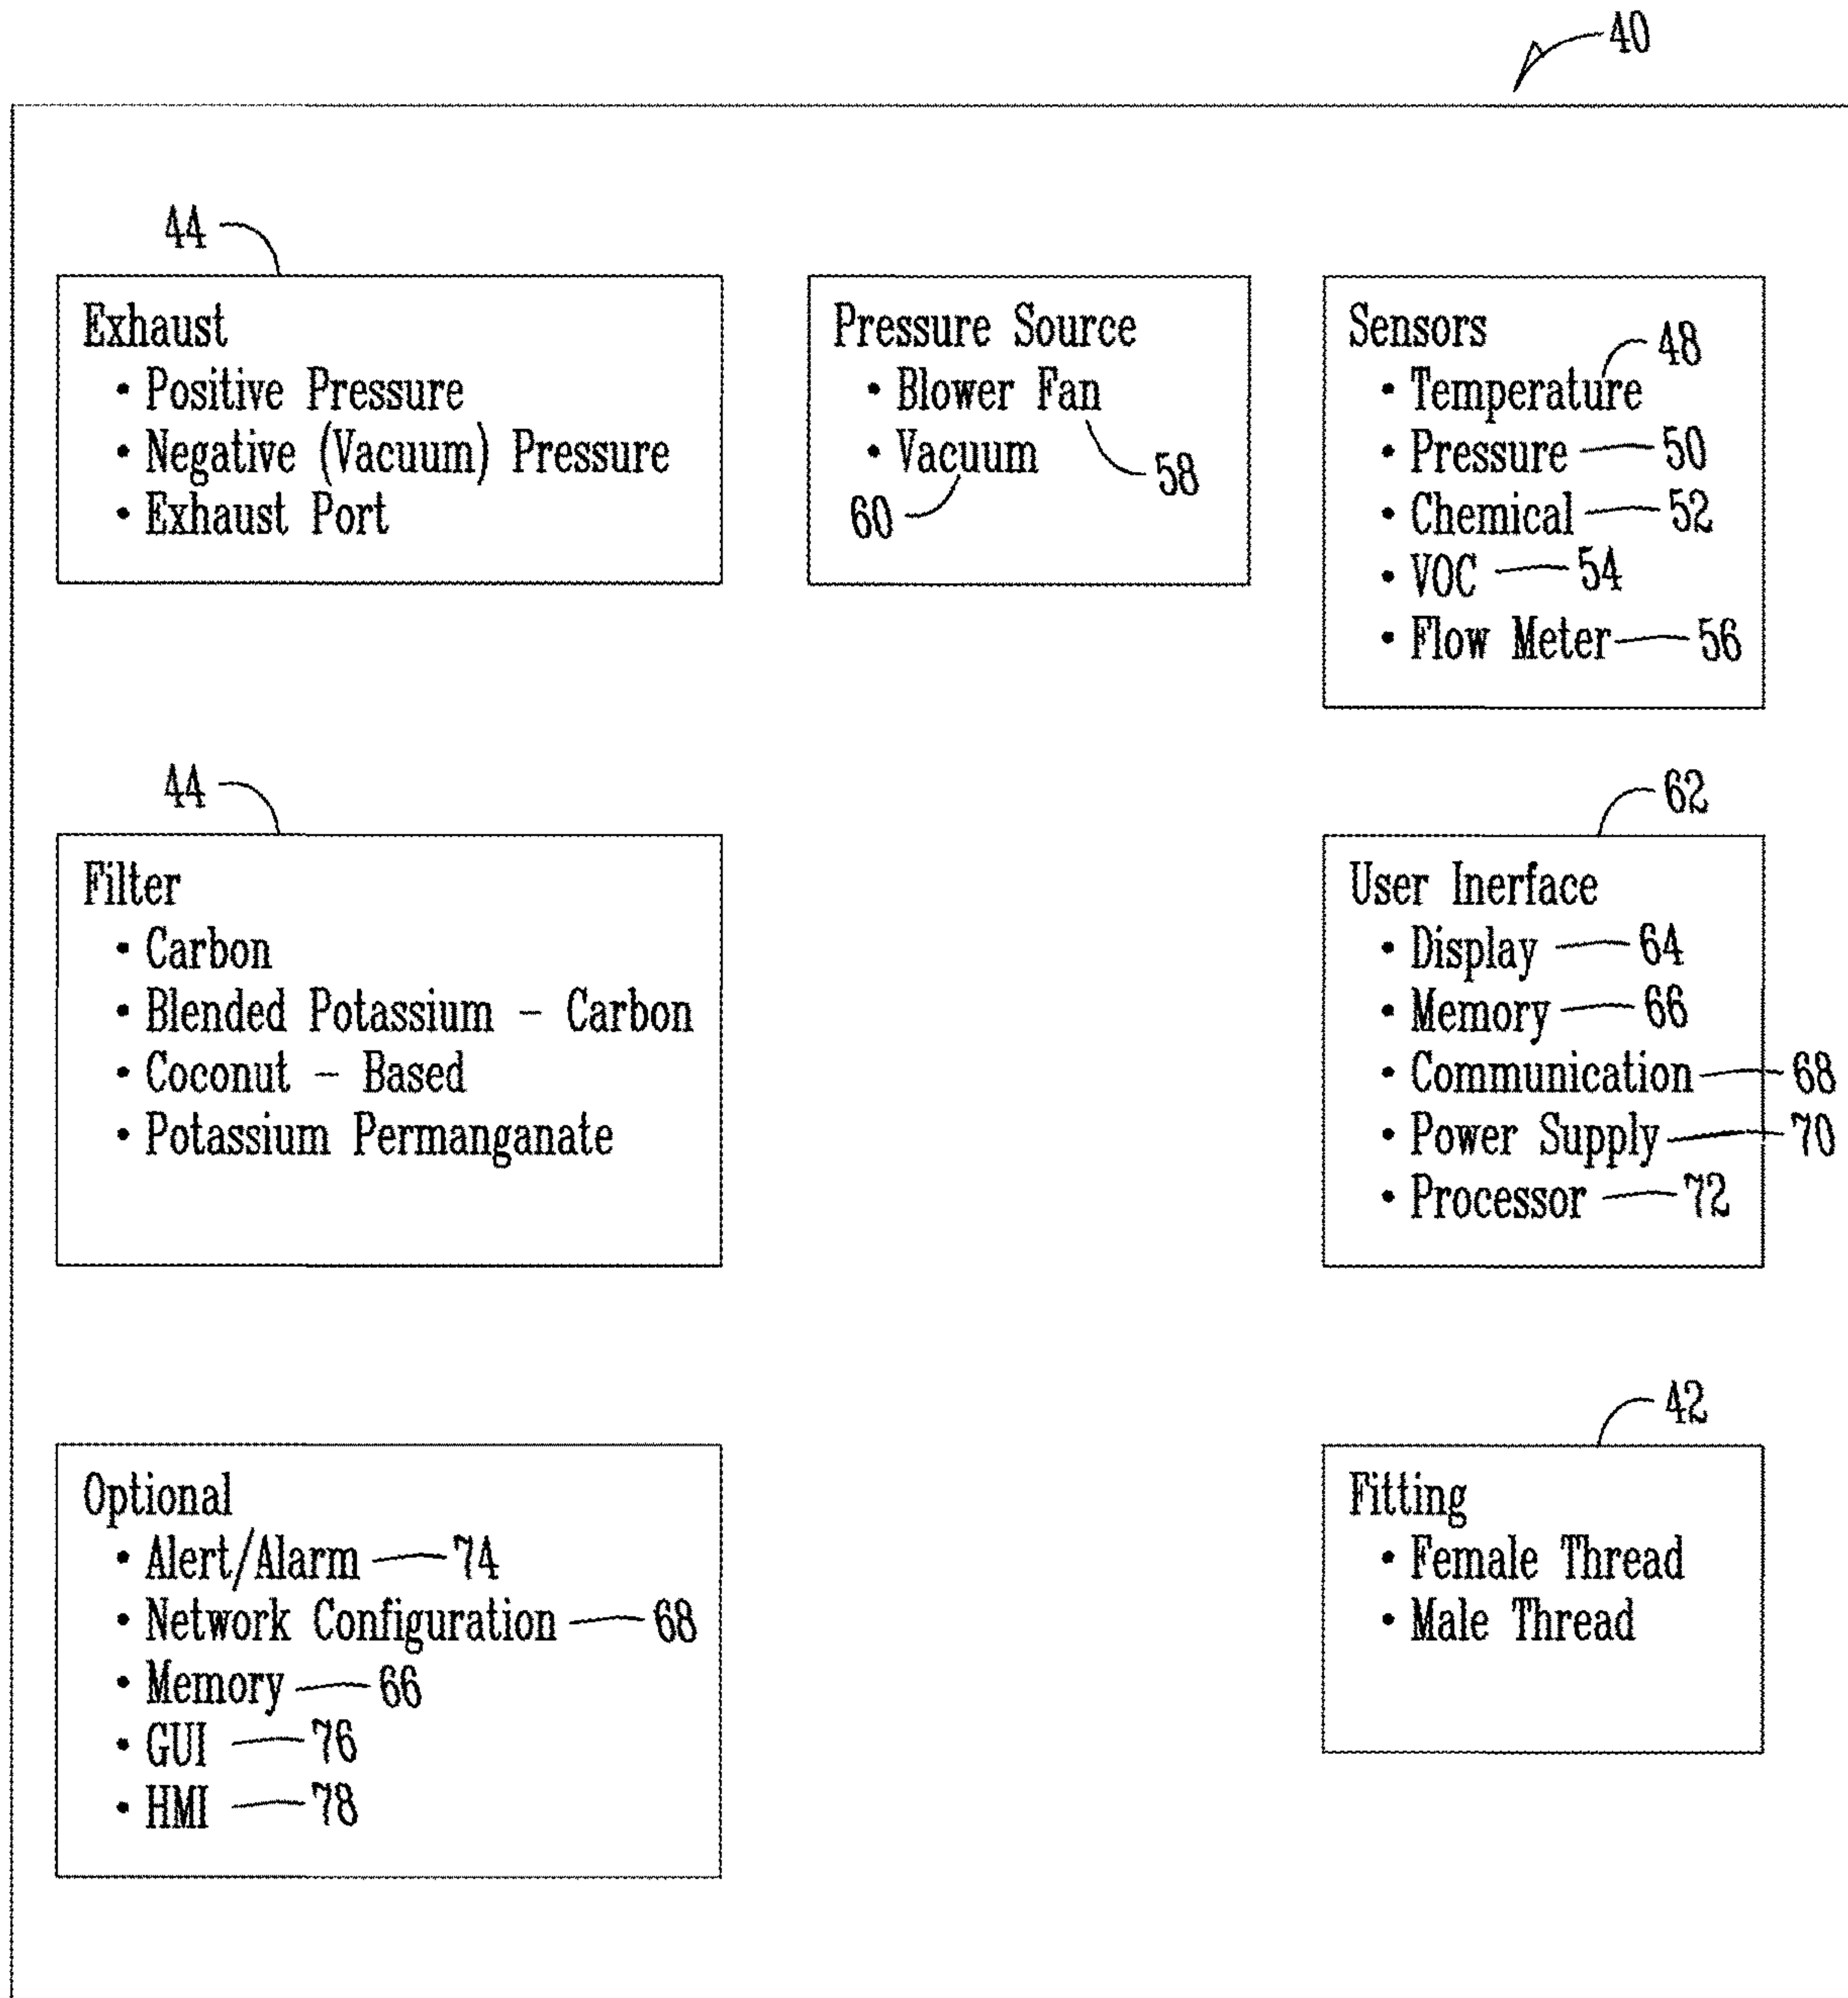 40
44
Exhaust
• Positive Pressure
• Negative (Vacuum) Pressure
• Exhaust Port
Pressure Source
• Blower Fan
58
• Vacuum
60
Sensors
• Temperature 48
• Pressure 50
• Chemical 52
• VOC 54
• Flow Meter 56
44
Filter
• Carbon
• Blended Potassium – Carbon
• Coconut – Based
• Potassium Permanganate
62
User Inerface
• Display 64
• Memory 66
• Communication 68
• Power Supply 70
• Processor 72
Optional
• Alert/Alarm 74
• Network Configuration 68
• Memory 66
• GUI 76
• HMI 78
42
Fitting
• Female Thread
• Male Thread